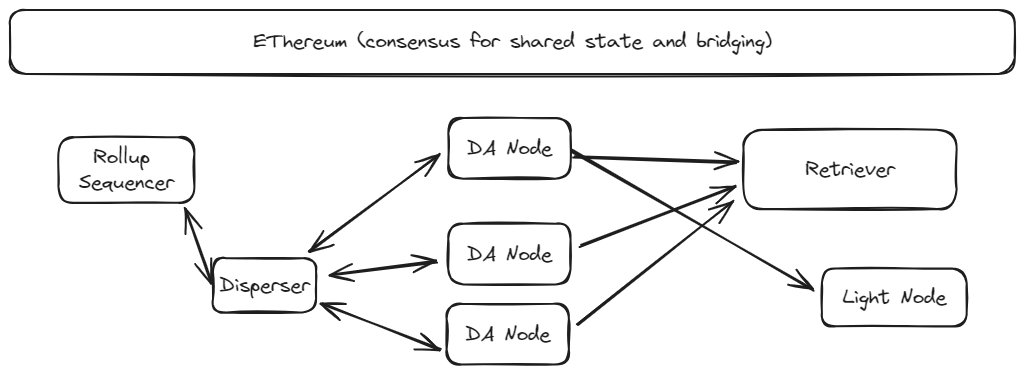 EThereum (consensus for shared state and bridging)
Rollup
Sequencer
Disperser
DA Node
DA Node
DA Node
Retriever
Light Node